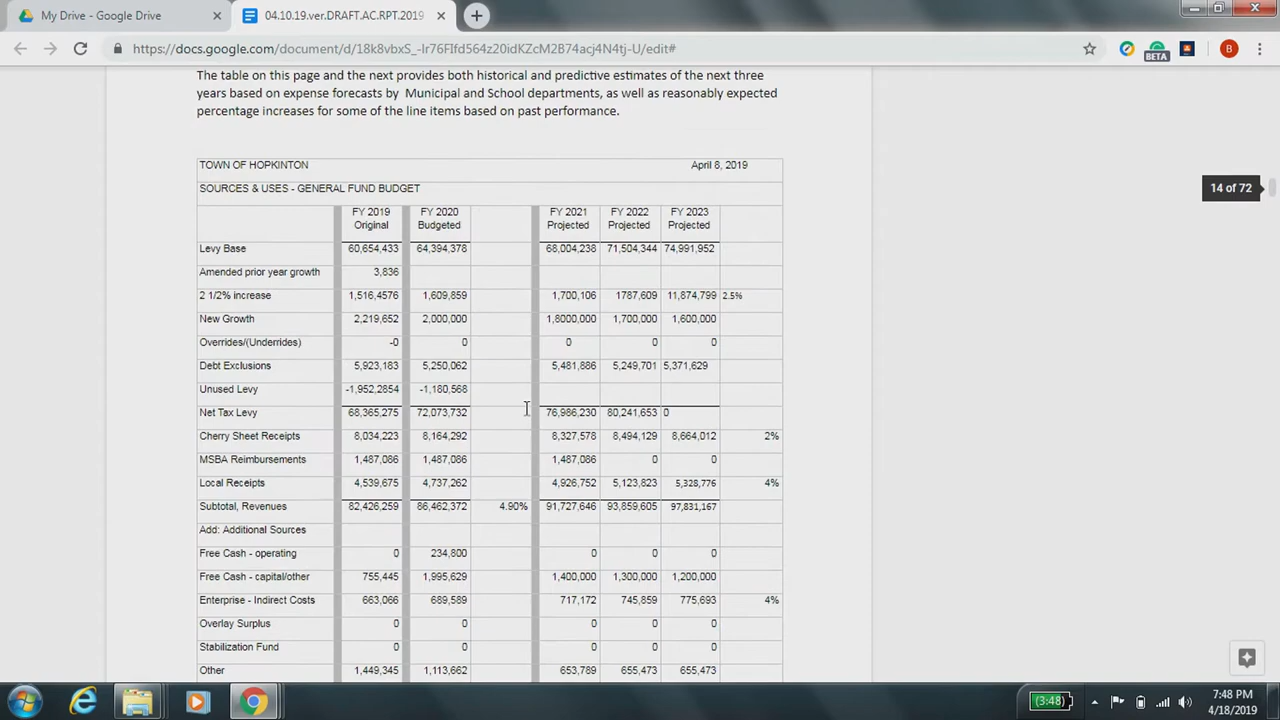 My Drive - Google Drive
04.10.19.ver.DRAFT.AC.RPT.2019
https://docs.google.com/document/d/18k8vbxS_-Ir76FIfd564z20idKZcM2B74acj4N4tj-U/edit#
BETA
B
The table on this page and the next provides both historical and predictive estimates of the next three
years based on expense forecasts by Municipal and School departments, as well as reasonably expected
percentage increases for some of the line items based on past performance.
14 of 72
TOWN OF HOPKINTON April 8, 2019
SOURCES & USES - GENERAL FUND BUDGET
FY 2019 FY 2020 FY 2021 FY 2022 FY 2023
Original Budgeted Projected Projected Projected
Levy Base 60,654,433 64,394,378 68,004,238 71,504,344 74,991,952
Amended prior year growth 3,836
2 1/2% increase 1,516,4576 1,609,859 1,700,106 1787,609 11,874,799 2.5%
New Growth 2,219,652 2,000,000 1,8000,000 1,700,000 1,600,000
Overrides/(Underrides) -0 0 0 0 0
Debt Exclusions 5,923,183 5,250,062 5,481,886 5,249,701 5,371,629
Unused Levy -1,952,2854 -1,180,568
Net Tax Levy 68,365,275 72,073,732 76,986,230 80,241,653 0
Cherry Sheet Receipts 8,034,223 8,164,292 8,327,578 8,494,129 8,664,012 2%
MSBA Reimbursements 1,487,086 1,487,086 1,487,086 0 0
Local Receipts 4,539,675 4,737,262 4,926,752 5,123,823 5,328,776 4%
Subtotal, Revenues 82,426,259 86,462,372 4.90% 91,727,646 93,859,605 97,831,167
Add: Additional Sources
Free Cash - operating 0 234,800 0 0 0
Free Cash - capital/other 755,445 1,995,629 1,400,000 1,300,000 1,200,000
Enterprise - Indirect Costs 663,066 689,589 717,172 745,859 775,693 4%
Overlay Surplus 0 0 0 0 0
Stabilization Fund 0 0 0 0 0
Other 1,449,345 1,113,662 653,789 655,473 655,473
(3:48)
7:48 PM
4/18/2019